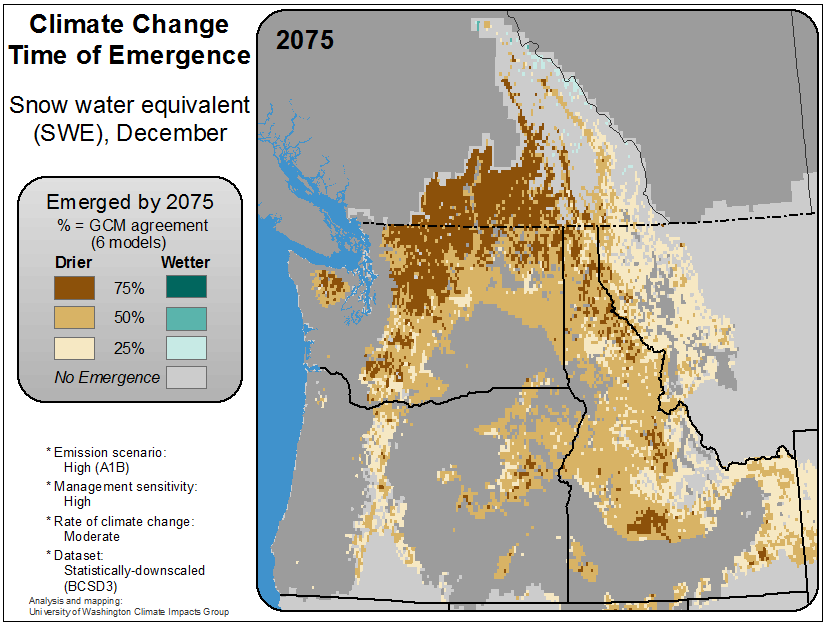 Climate Change
Time of Emergence
Snow water equivalent
(SWE), December
2075
Emerged by 2075
% = GCM agreement
(6 models)
Drier Wetter
75%
50%
25%
No Emergence
* Emission scenario:
High (A1B)
* Management sensitivity:
High
* Rate of climate change:
Moderate
* Dataset:
Statistically-downscaled
(BCSD3)
Analysis and mapping:
University of Washington Climate Impacts Group